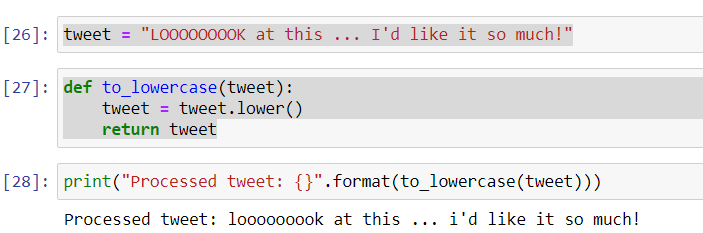 [26]: tweet = "LOOOOOOOOK at this ... I'd like it so much!"
[27]: def to_lowercase(tweet):
tweet = tweet.lower()
return tweet
[28]: print("Processed tweet: {}".format(to_lowercase(tweet)))
Processed tweet: looooooook at this ... i'd like it so much!